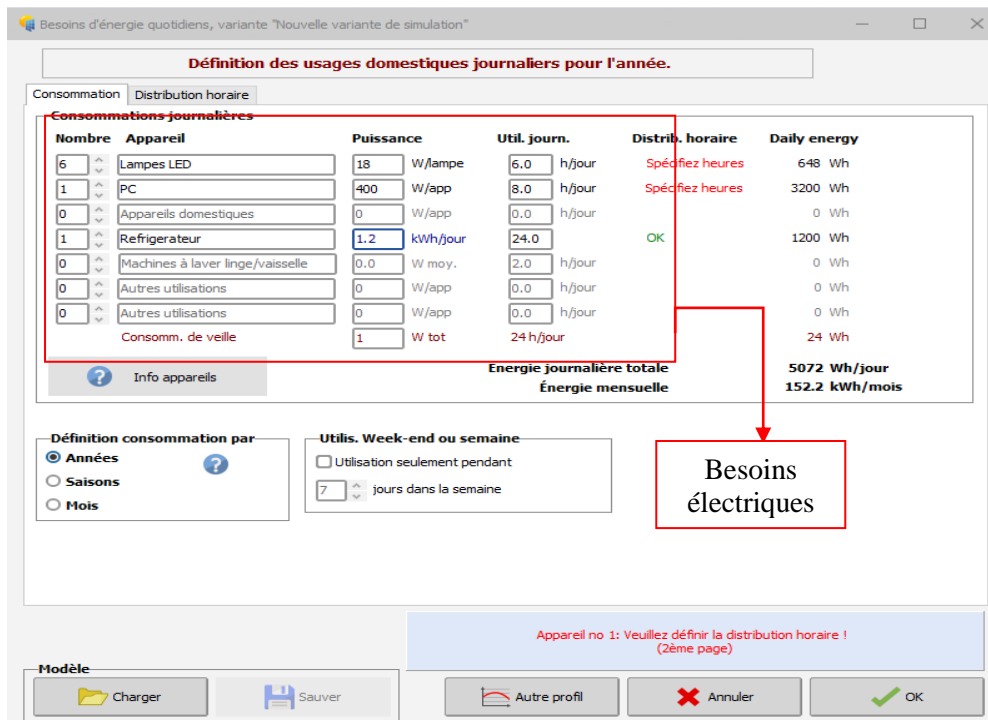 Besoins d'énergie quotidiens, variante "Nouvelle variante de simulation"
Définition des usages domestiques journaliers pour l'année.
Consommation Distribution horaire
Consommations journalières
Nombre Appareil Puissance Util. journ. Distrib. horaire Daily energy
6 Lampes LED 18 W/lampe 6.0 h/jour Spécifiez heures 648 Wh
1 PC 400 W/app 8.0 h/jour Spécifiez heures 3200 Wh
0 Appareils domestiques 0 W/app 0.0 h/jour 0 Wh
1 Refrigerateur 1.2 kWh/jour 24.0 OK 1200 Wh
0 Machines à laver linge/vaisselle 0.0 W moy. 2.0 h/jour 0 Wh
0 Autres utilisations 0 W/app 0.0 h/jour 0 Wh
0 Autres utilisations 0 W/app 0.0 h/jour 0 Wh
Consomm. de veille 1 W tot 24 h/jour 24 Wh
? Info appareils
Energie journalière totale 5072 Wh/jour
Énergie mensuelle 152.2 kWh/mois
Définition consommation par
Années ?
Saisons
Mois
Utilis. Week-end ou semaine
Utilisation seulement pendant
7 jours dans la semaine
Besoins
électriques
Appareil no 1: Veuillez définir la distribution horaire !
(2ème page)
Modèle
Charger Sauver Autre profil Annuler OK